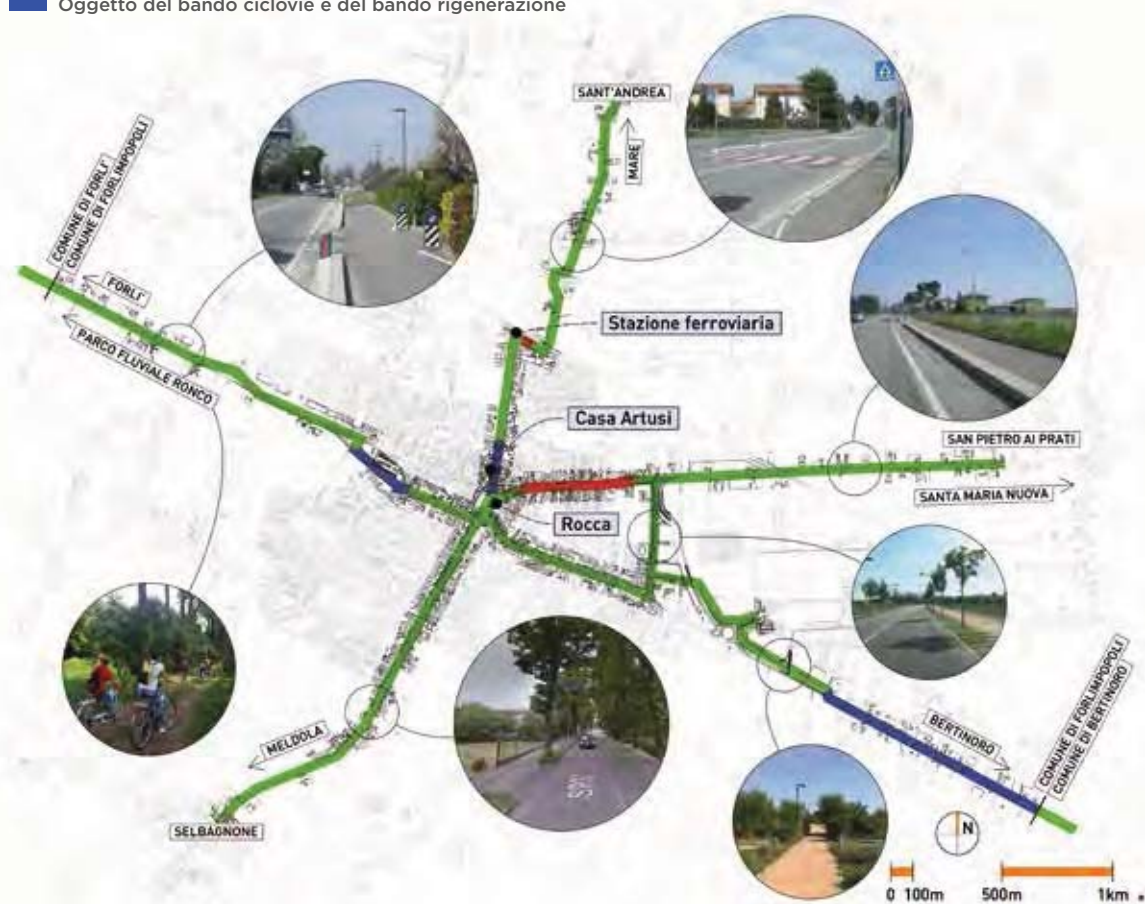 Oggetto del bando ciclovie e del bando rigenerazione
SANT'ANDREA
MARE
COMUNE DI FORLI'
COMUNE DI FORLIMPOPOLI
FORLI'
PARCO FLUVIALE RONCO
Stazione ferroviaria
Casa Artusi
SAN PIETRO AI PRATI
SANTA MARIA NUOVA
Rocca
MELDOLA
SELBAGNONE
BERTINORO
COMUNE DI FORLIMPOPOLI
COMUNE DI BERTINORO
N
0 100m 500m 1km